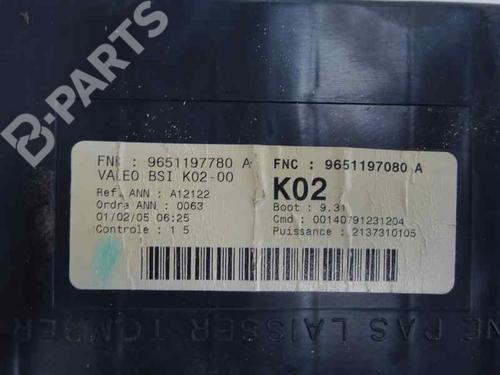 B-PARTS
FNC : 9651197780 A
VALEO BSI K02-00
Ref. ANN : A12122
Ordre ANN : 0063
01/02/05 06:25
Controle : 1 5
FNC : 9651197080 A
K02
Boot : 9.31
Cmd : 00140791231204
Puissance : 2137310105
NE PAS LAISSER TOMBER